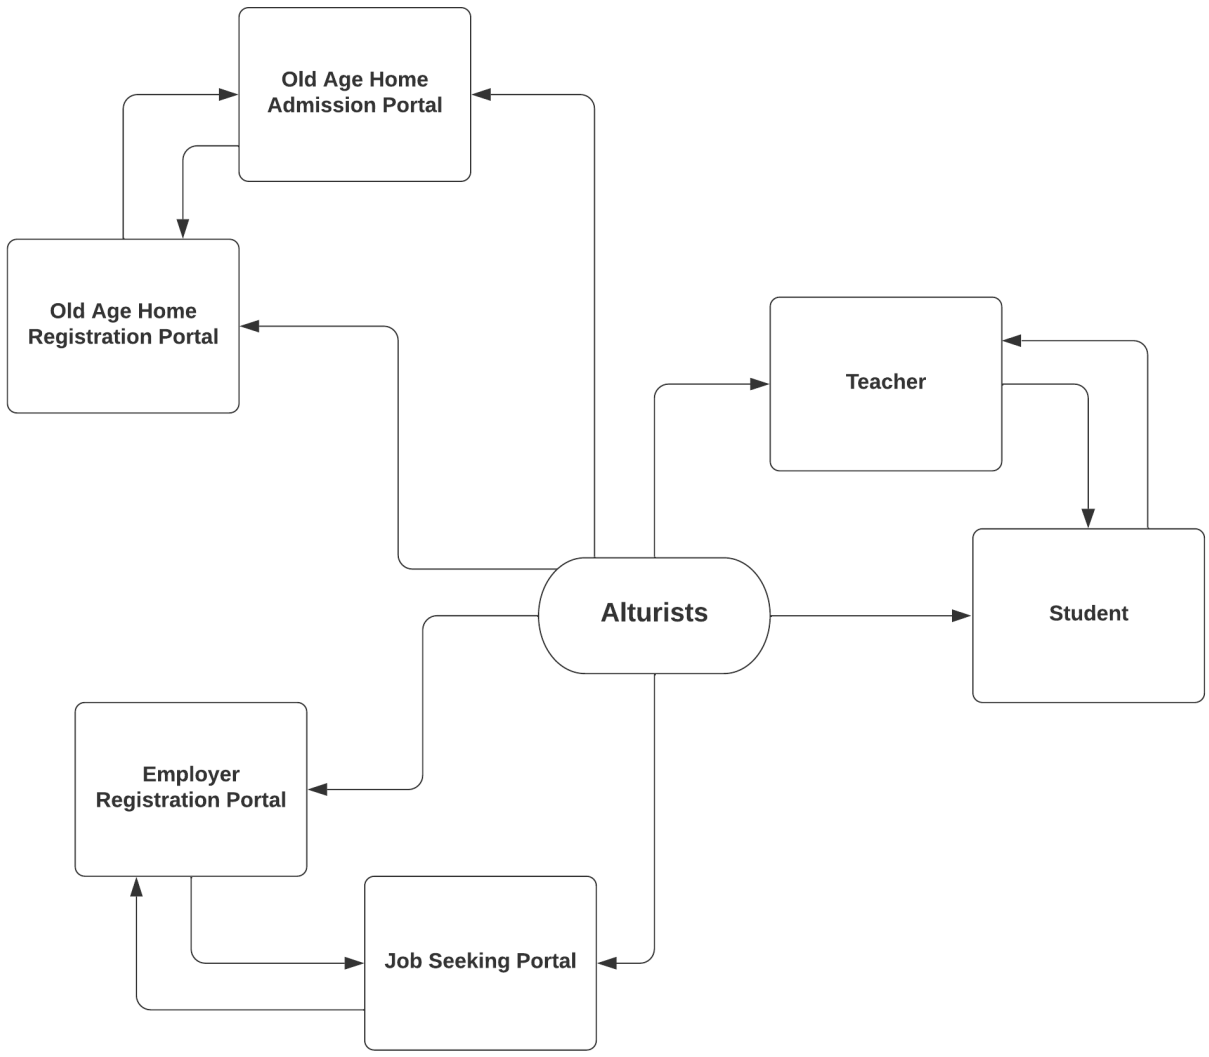 Old Age Home
Admission Portal
Old Age Home
Registration Portal
Teacher
Alturists
Student
Employer
Registration Portal
Job Seeking Portal